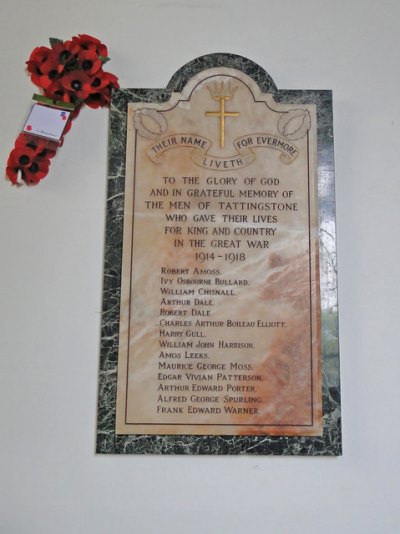 THEIR NAME LIVETH FOR EVERMORE
TO THE GLORY OF GOD
AND IN GRATEFUL MEMORY OF
THE MEN OF TATTINGSTONE
WHO GAVE THEIR LIVES
FOR KING AND COUNTRY
IN THE GREAT WAR
1914-1918
ROBERT AMOSS.
IVY OSBOURNE BULLARD.
WILLIAM CHISNALL.
ARTHUR DALE.
ROBERT DALE.
CHARLES ARTHUR BOILEAU ELLIOTT.
HARRY GULL.
WILLIAM JOHN HARRISON.
AMOS LEEKS.
MAURICE GEORGE MOSS.
EDGAR VIVIAN PATTERSON.
ARTHUR EDWARD PORTER.
ALFRED GEORGE SPURLING.
FRANK EDWARD WARNER.